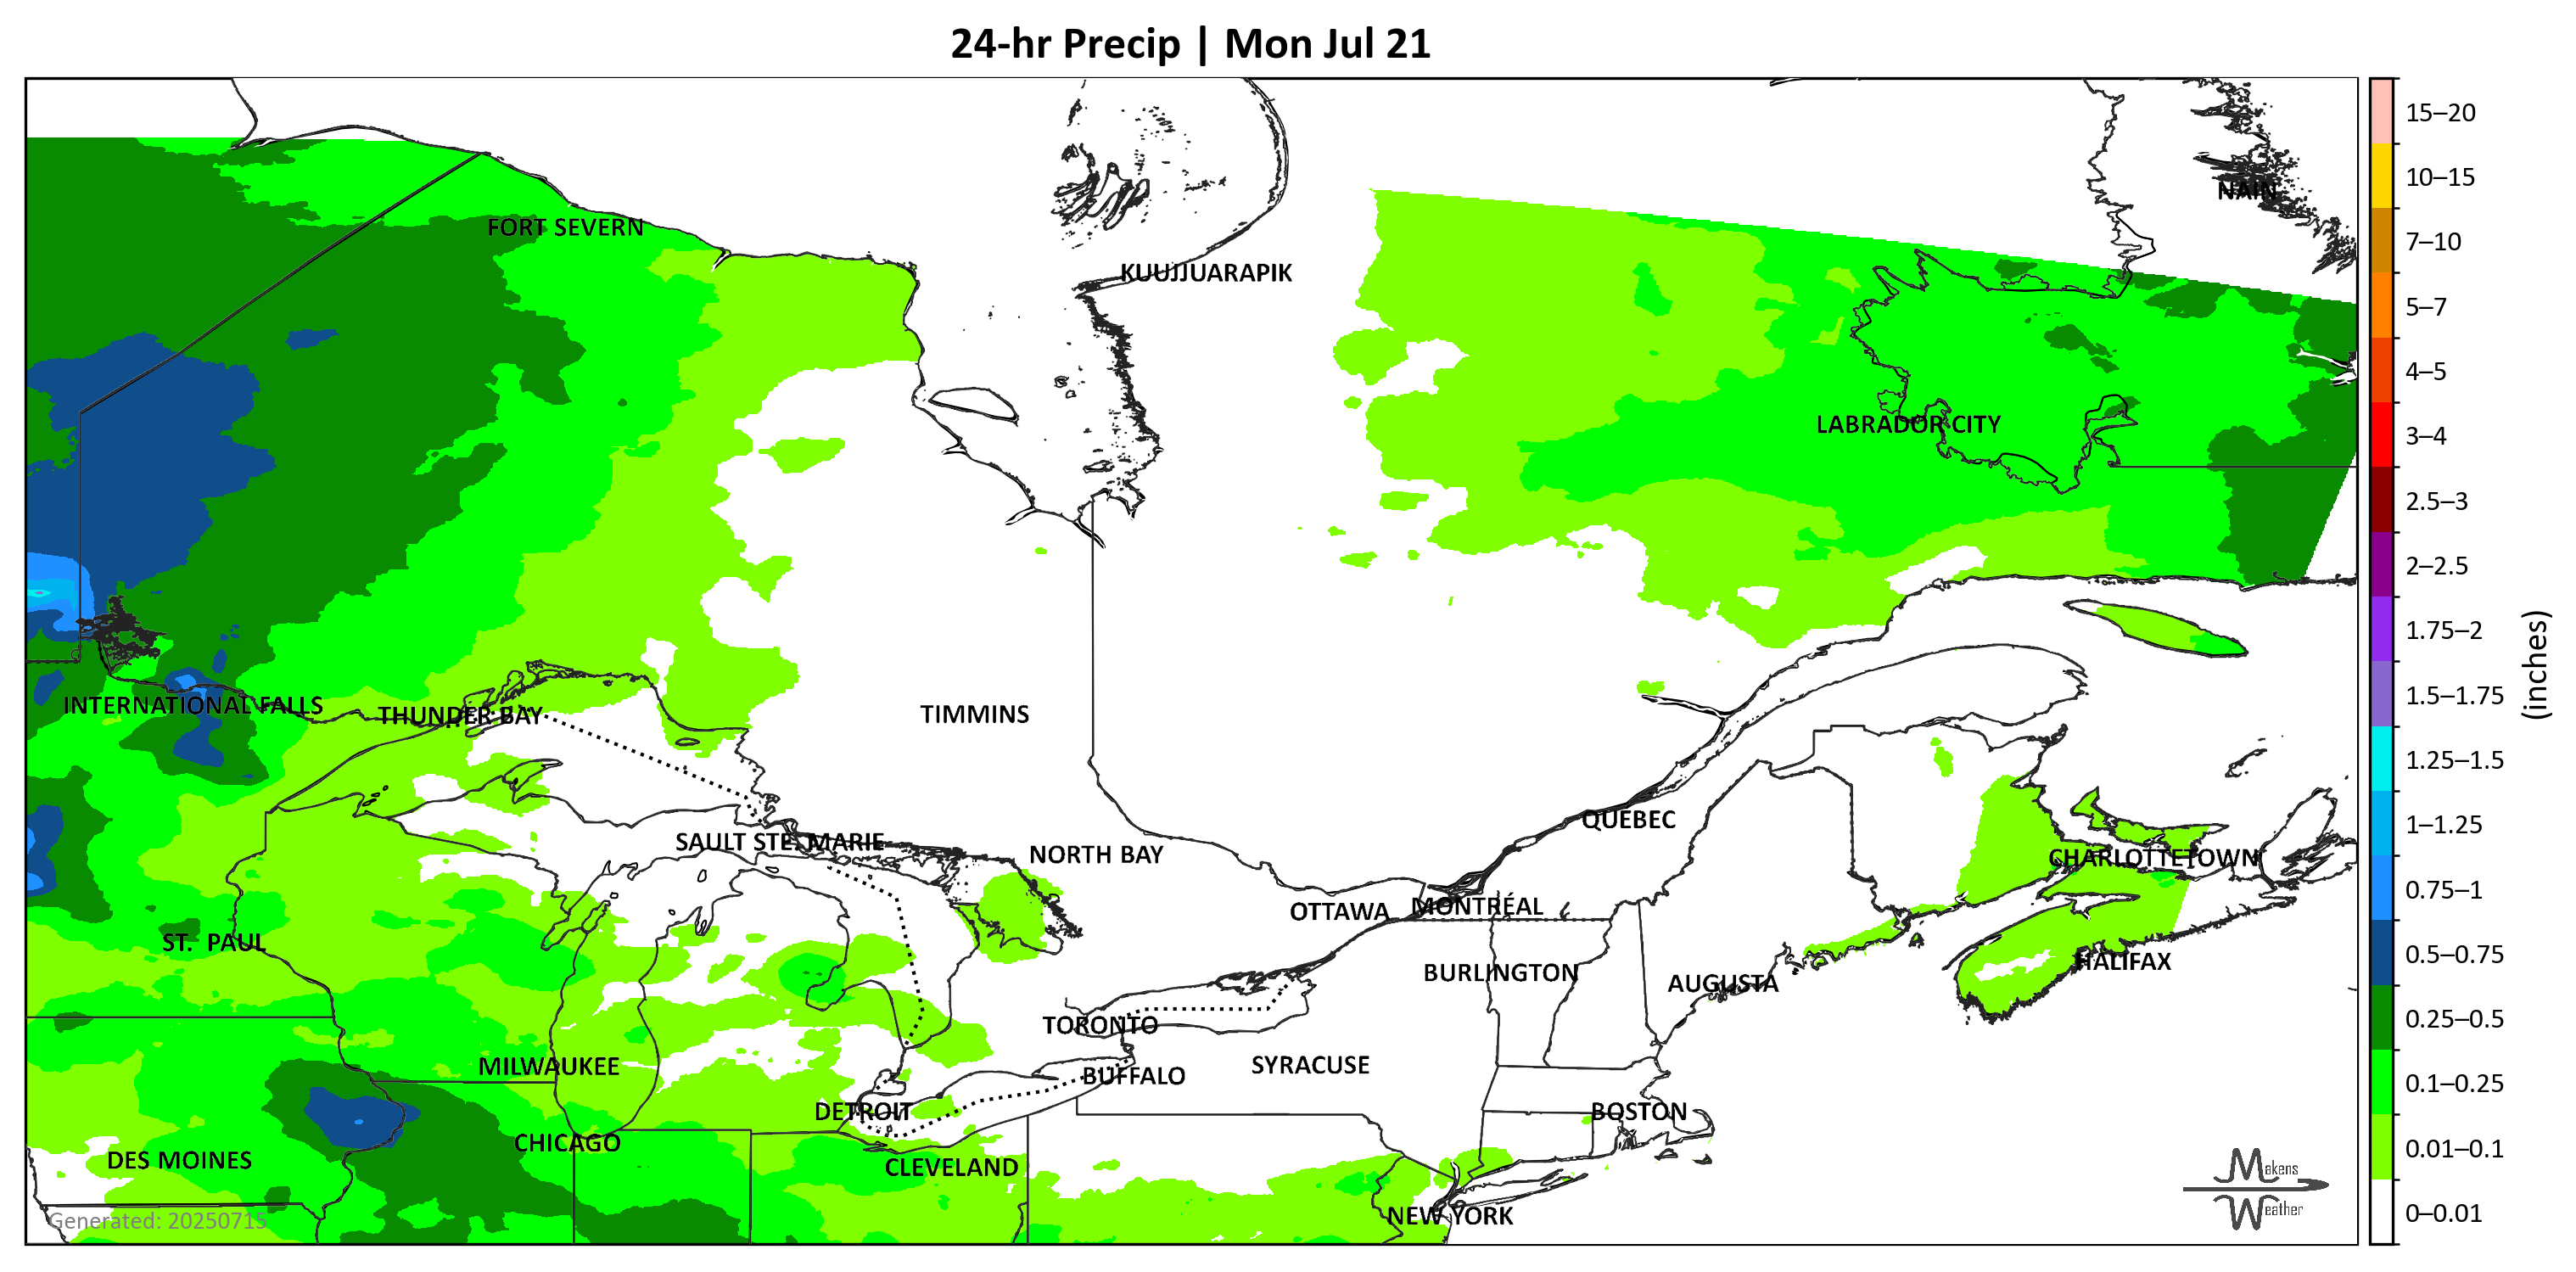 24-hr Precip | Mon Jul 21
15–20
10–15
NAIN
FORT SEVERN
7–10
KUUJJUARAPIK
5–7
4–5
LABRADOR CITY
3–4
2.5–3
2–2.5
1.75–2
(inches)
1.5–1.75
INTERNATIONAL FALLS
THUNDER BAY
TIMMINS
1.25–1.5
QUEBEC
1–1.25
SAULT STE. MARIE
NORTH BAY
CHARLOTTETOWN
0.75–1
OTTAWA
MONTRÉAL
ST. PAUL
0.5–0.75
HALIFAX
BURLINGTON
AUGUSTA
0.25–0.5
TORONTO
MILWAUKEE
SYRACUSE
BUFFALO
0.1–0.25
DETROIT
BOSTON
CHICAGO
0.01–0.1
DES MOINES
CLEVELAND
Makens
Weather
NEW YORK
0–0.01
Generated: 20250715